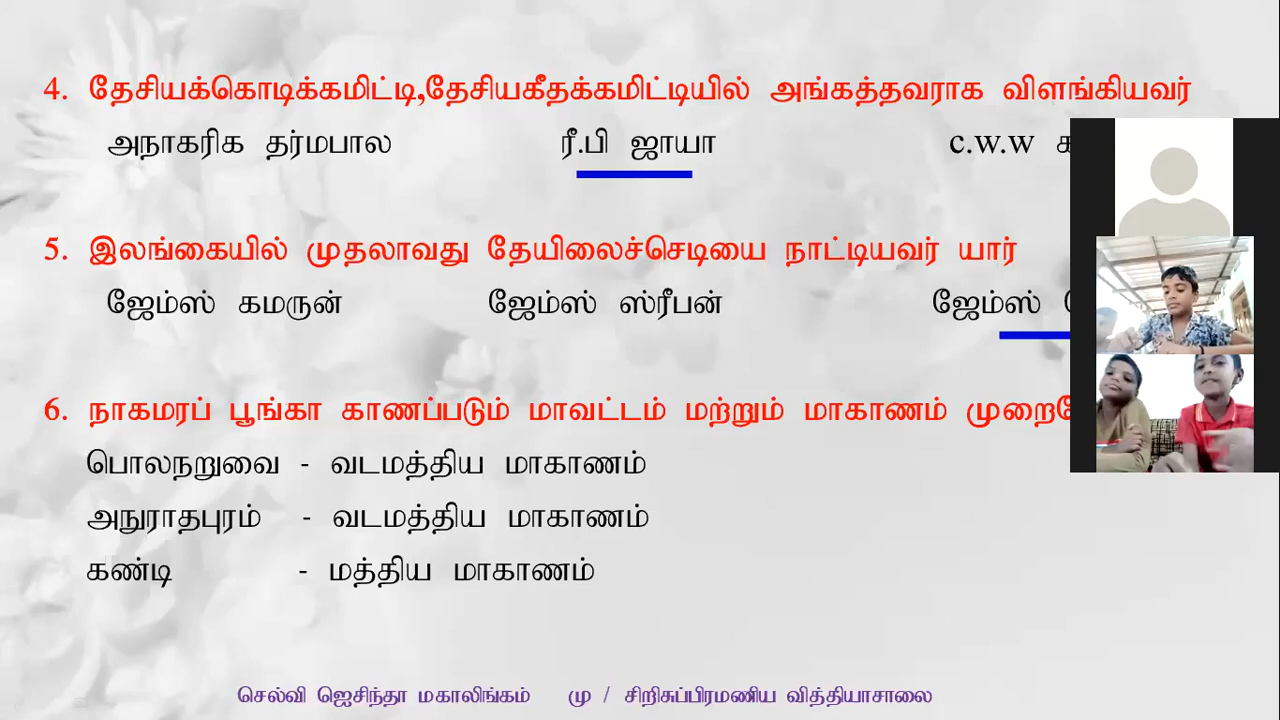 4. தேசியக்கொடிக்கமிட்டி,தேசியகீதக்கமிட்டியில் அங்கத்தவராக விளங்கியவர்
அநாகரிக தர்மபால ரீ.பி ஜாயா c.w.w
5. இலங்கையில் முதலாவது தேயிலைச்செடியை நாட்டியவர் யார்
ஜேம்ஸ் கமருன் ஜேம்ஸ் ஸ்ரீபன் ஜேம்ஸ்
6. நாகமரப் பூங்கா காணப்படும் மாவட்டம் மற்றும் மாகாணம்
பொலநறுவை - வடமத்திய மாகாணம்
அநுராதபுரம் - வடமத்திய மாகாணம்
கண்டி - மத்திய மாகாணம்
செல்வி ஜெசிந்தா மகாலிங்கம் மு / சிறிசுப்பிரமணிய வித்தியாசாலை